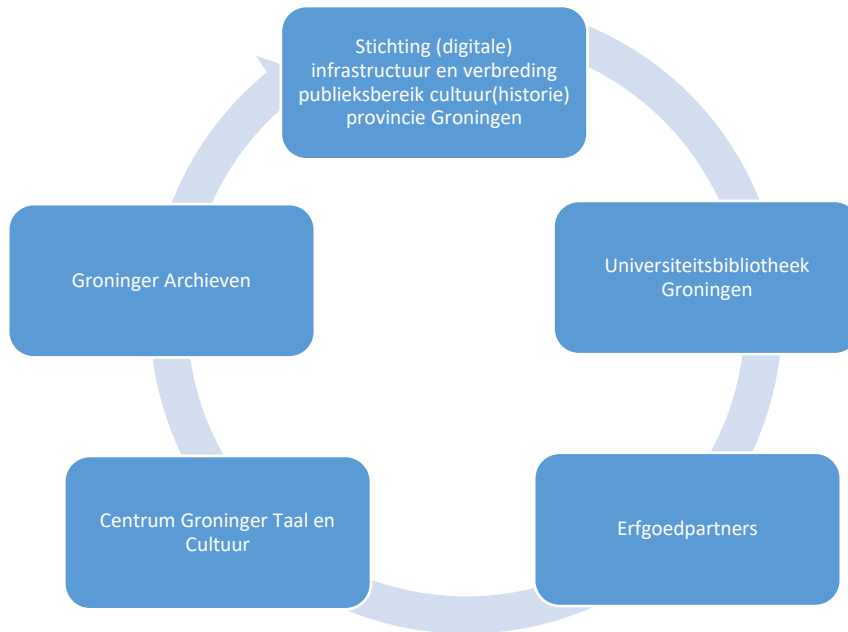 Stichting (digitale)
infrastructuur en verbreding
publieksbereik cultuur(historie)
provincie Groningen
Universiteitsbibliotheek
Groningen
Erfgoedpartners
Centrum Groninger Taal en
Cultuur
Groninger Archieven